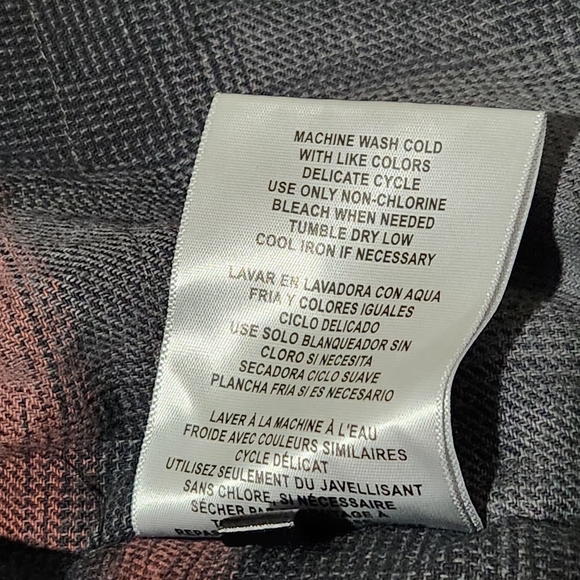 MACHINE WASH COLD
WITH LIKE COLORS
DELICATE CYCLE
USE ONLY NON-CHLORINE
BLEACH WHEN NEEDED
TUMBLE DRY LOW
COOL IRON IF NECESSARY
LAVAR EN LAVADORA CON AQUA
FRIA Y COLORES IGUALES
CICLO DELICADO
USE SOLO BLANQUEADOR SIN
CLORO SI NECESITA
SECADORA CICLO SUAVE
PLANCHA FRIA SI ES NECESARIO
LAVER À LA MACHINE À L'EAU
FROIDE AVEC COULEURS SIMILAIRES
CYCLE DÉLICAT
UTILISEZ SEULEMENT DU JAVELLISANT
SANS CHLORE, SI NÉCESSAIRE
SÉCHER